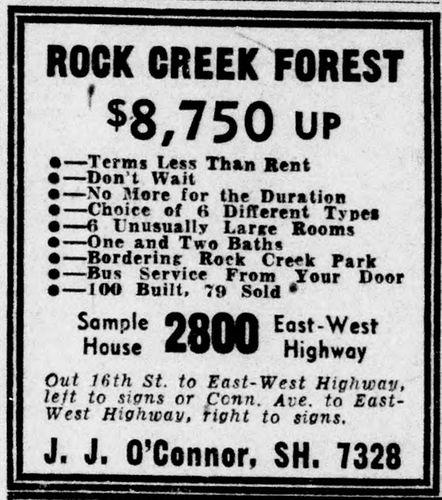 ROCK CREEK FOREST
$8,750 UP
●—Terms Less Than Rent
●—Don't Wait
●—No More for the Duration
●—Choice of 6 Different Types
●—6 Unusually Large Rooms
●—One and Two Baths
●—Bordering Rock Creek Park
●—Bus Service From Your Door
●—100 Built, 79 Sold
Sample House 2800 East-West Highway
Out 16th St. to East-West Highway,
left to signs or Conn. Ave. to East-
West Highway, right to signs.
J. J. O'Connor, SH. 7328